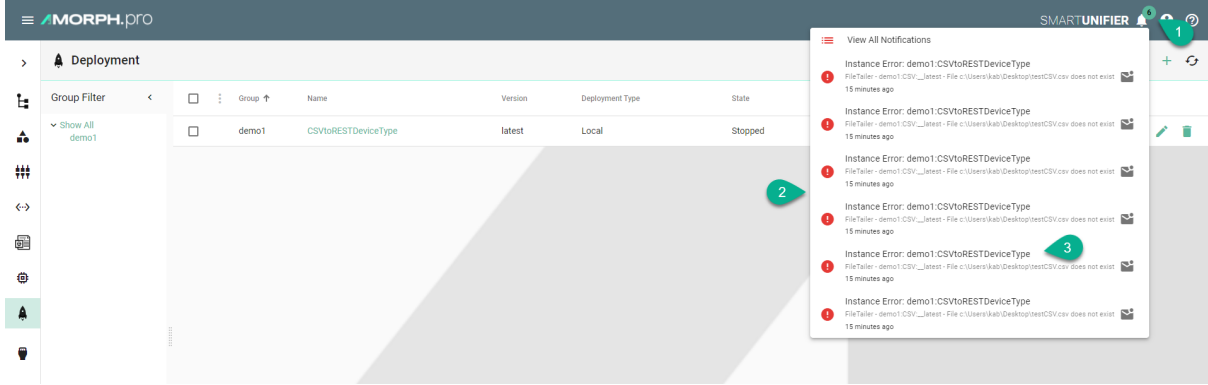 AMORPH.pro
SMARTUNIFIER
6
1
Deployment
Group Filter
Show All
demo1
Group Name Version Deployment Type State
demo1 CSVtoRESTDeviceType latest Local Stopped
View All Notifications
Instance Error: demo1:CSVtoRESTDeviceType
FileTailer - demo1:CSV:__latest - File c:\Users\kab\Desktop\testCSV.csv does not exist
15 minutes ago
Instance Error: demo1:CSVtoRESTDeviceType
FileTailer - demo1:CSV:__latest - File c:\Users\kab\Desktop\testCSV.csv does not exist
15 minutes ago
Instance Error: demo1:CSVtoRESTDeviceType
FileTailer - demo1:CSV:__latest - File c:\Users\kab\Desktop\testCSV.csv does not exist
15 minutes ago
2
Instance Error: demo1:CSVtoRESTDeviceType
FileTailer - demo1:CSV:__latest - File c:\Users\kab\Desktop\testCSV.csv does not exist
15 minutes ago
Instance Error: demo1:CSVtoRESTDeviceType
3
FileTailer - demo1:CSV:__latest - File c:\Users\kab\Desktop\testCSV.csv does not exist
15 minutes ago
Instance Error: demo1:CSVtoRESTDeviceType
FileTailer - demo1:CSV:__latest - File c:\Users\kab\Desktop\testCSV.csv does not exist
15 minutes ago